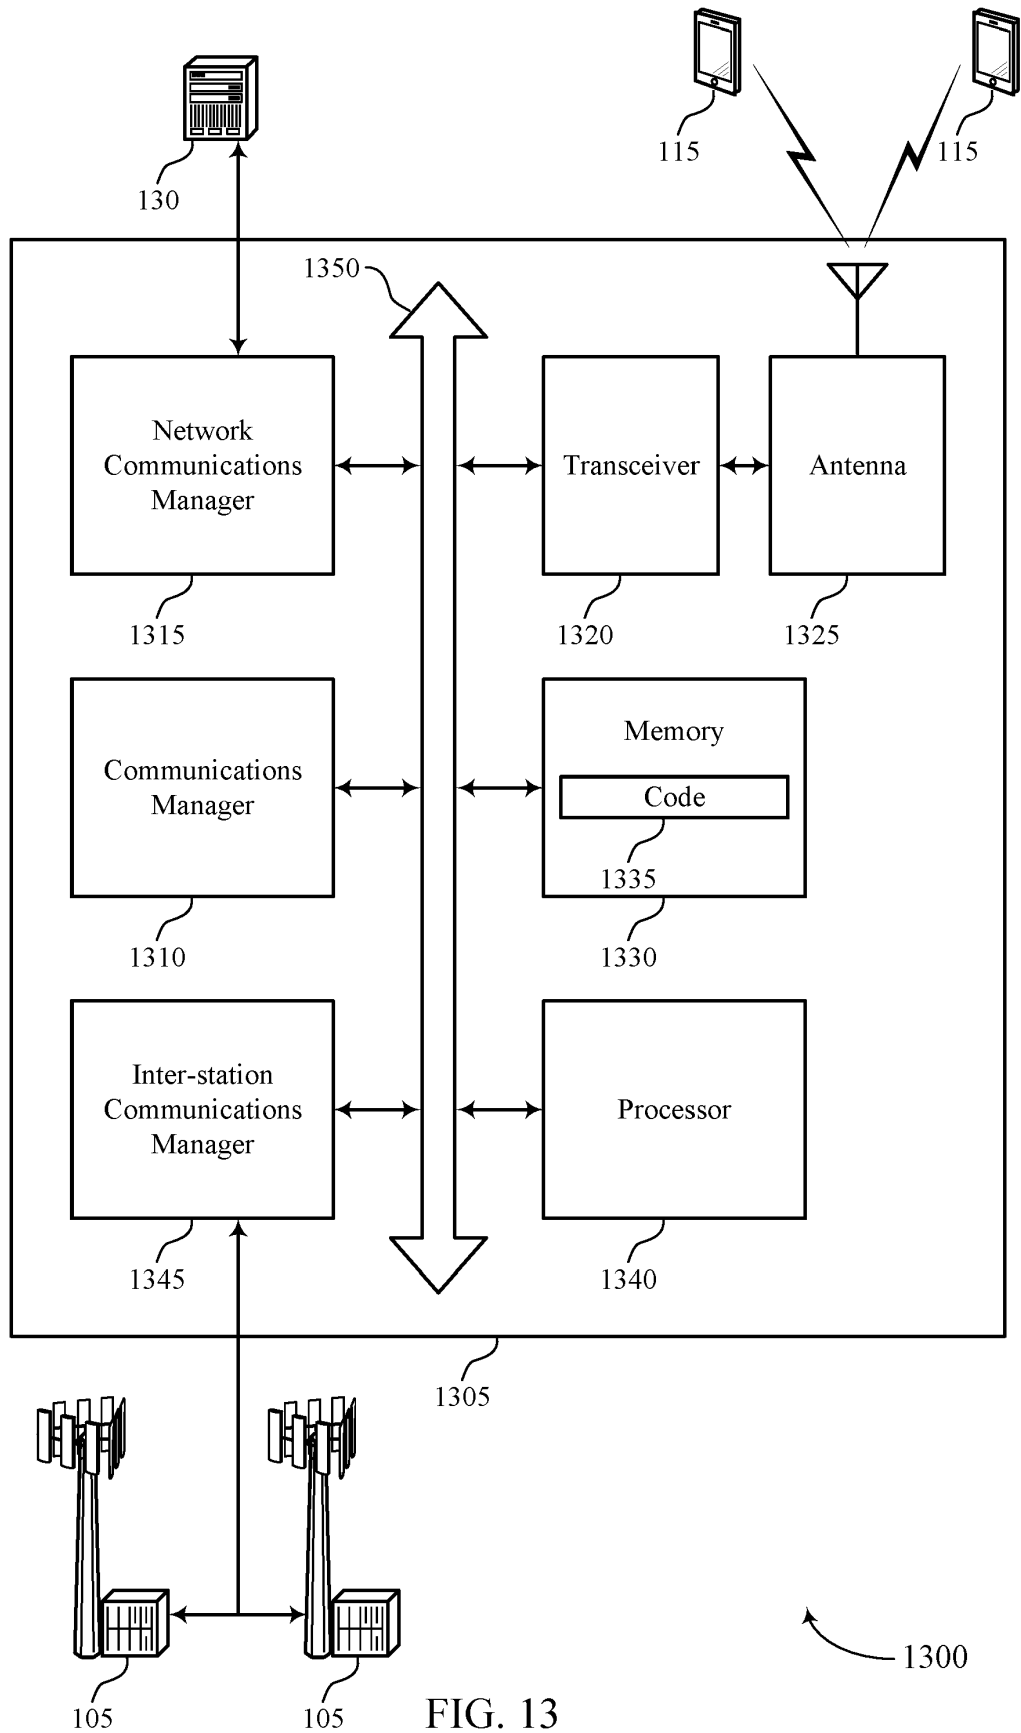 130
115
115
1350
Network
Communications
Manager
Transceiver
Antenna
1315
1320
1325
Communications
Manager
Memory
Code
1335
1310
1330
Inter-station
Communications
Manager
Processor
1345
1340
1305
105
105
1300
FIG. 13